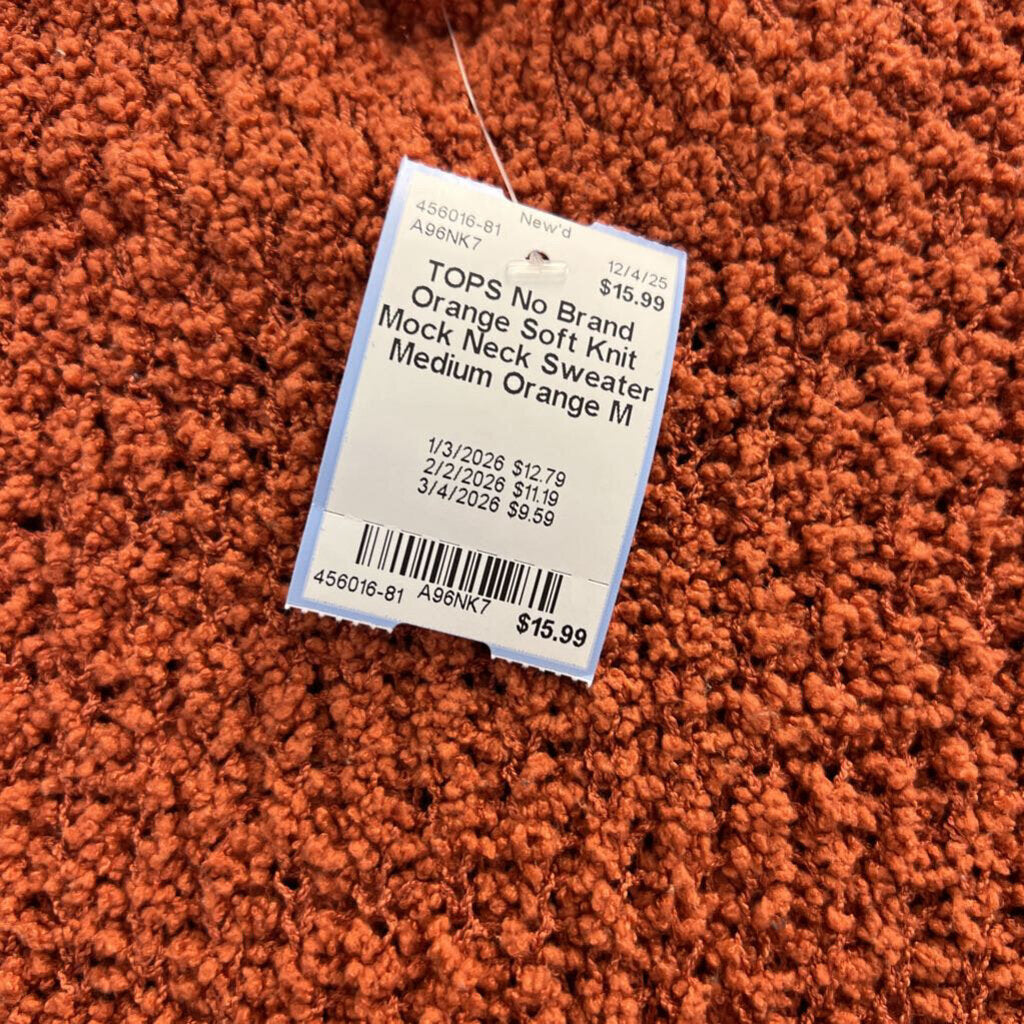 456016-81 New'd
A96NK7
12/4/25
$15.99
TOPS No Brand
Orange Soft Knit
Mock Neck Sweater
Medium Orange M
1/3/2026 $12.79
2/2/2026 $11.19
3/4/2026 $9.59
456016-81 A96NK7
$15.99